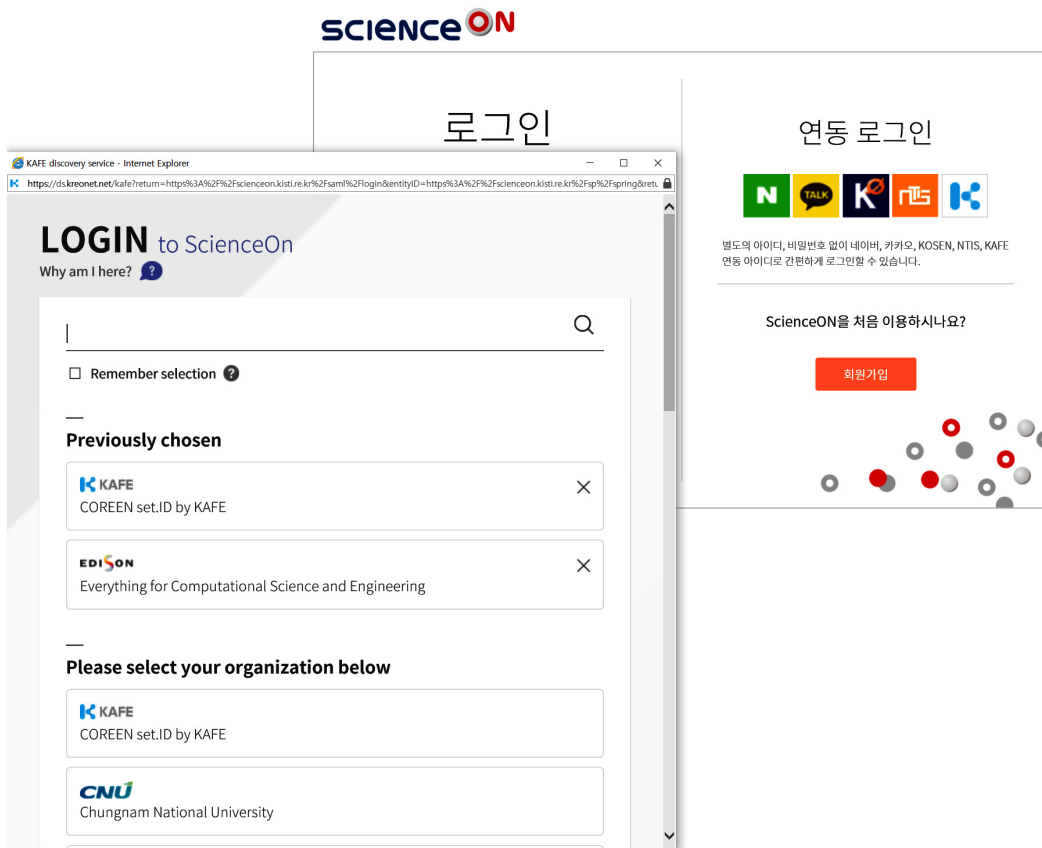 scienceON
로그인
연동 로그인
N
TALK
K
nTis
별도의 아이디, 비밀번호 없이 네이버, 카카오, KOSEN, NTIS, KAFE
연동 아이디로 간편하게 로그인할 수 있습니다.
ScienceON을 처음 이용하시나요?
회원가입
KAFE discovery service - Internet Explorer
https://ds.kreonet.net/kafe?return=https%3A%2F%2Fscienceon.kisti.re.kr%2Fsaml%2Flogin&entityID=https%3A%2F%2Fscienceon.kisti.re.kr%2Fsp%2Fspring&retu
LOGIN to ScienceOn
Why am I here? ?
Remember selection ?
Previously chosen
KAFE
COREEN set.ID by KAFE
EDISON
Everything for Computational Science and Engineering
Please select your organization below
KAFE
COREEN set.ID by KAFE
CNU
Chungnam National University